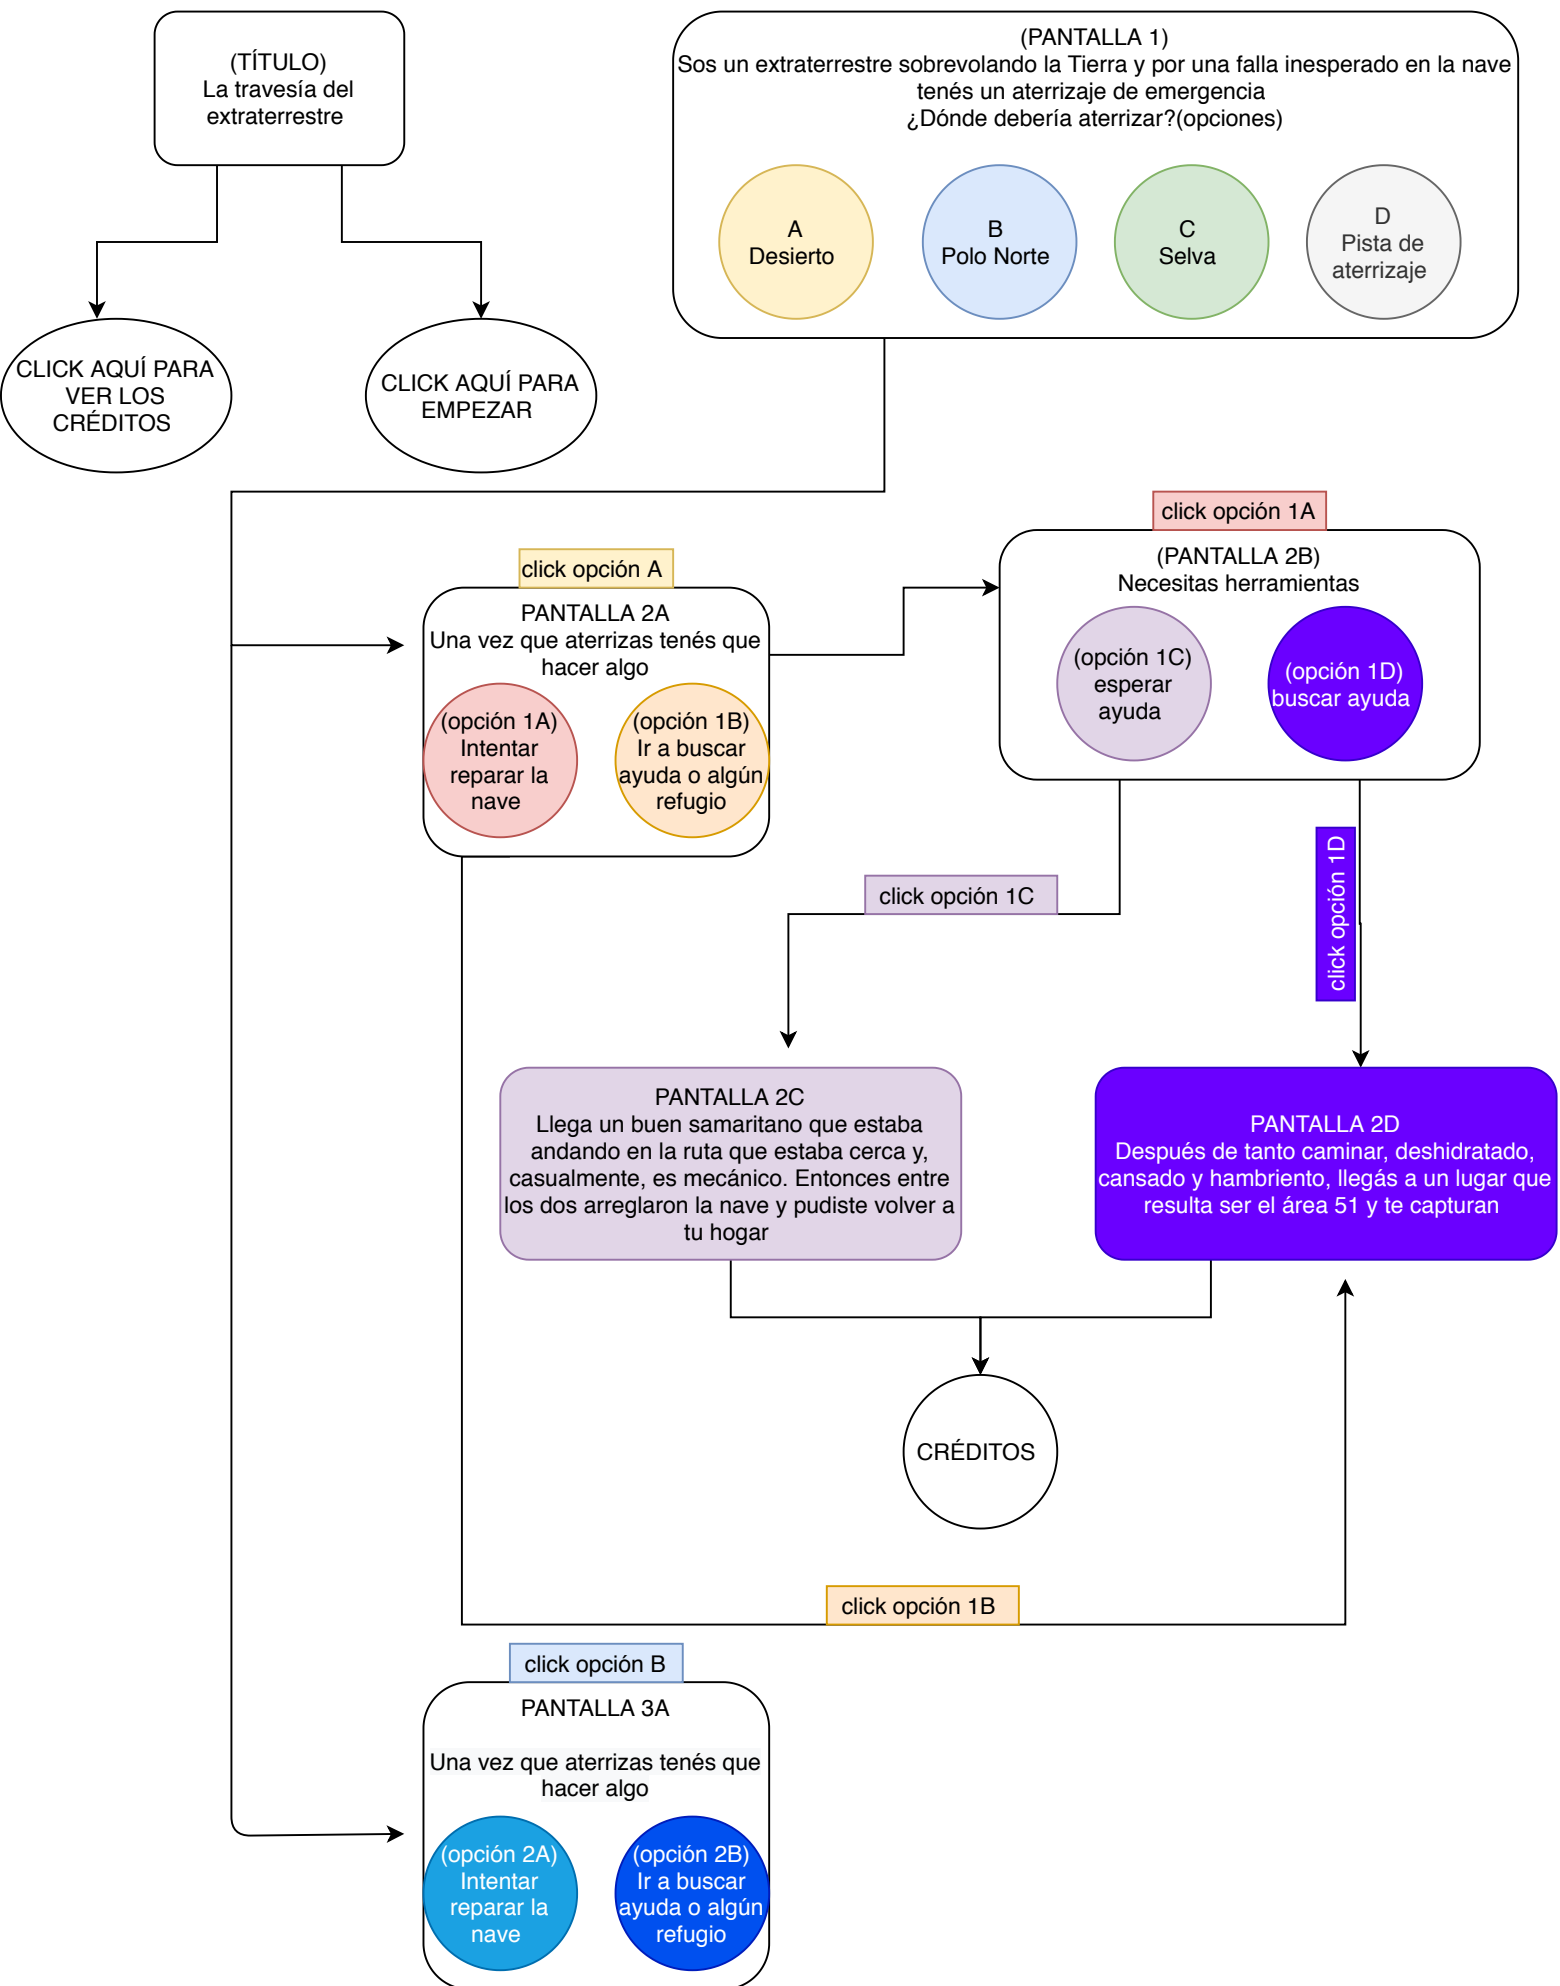 (TÍTULO)
La travesía del
extraterrestre
CLICK AQUÍ PARA
VER LOS
CRÉDITOS
CLICK AQUÍ PARA
EMPEZAR
(PANTALLA 1)
Sos un extraterrestre sobrevolando la Tierra y por una falla inesperado en la nave
tenés un aterrizaje de emergencia
¿Dónde debería aterrizar?(opciones)
A
Desierto
B
Polo Norte
C
Selva
D
Pista de
aterrizaje
click opción A
PANTALLA 2A
Una vez que aterrizas tenés que
hacer algo
(opción 1A)
Intentar
reparar la
nave
(opción 1B)
Ir a buscar
ayuda o algún
refugio
click opción 1A
(PANTALLA 2B)
Necesitas herramientas
(opción 1C)
esperar
ayuda
(opción 1D)
buscar ayuda
click opción 1C
click opción 1D
PANTALLA 2C
Llega un buen samaritano que estaba
andando en la ruta que estaba cerca y,
casualmente, es mecánico. Entonces entre
los dos arreglaron la nave y pudiste volver a
tu hogar
PANTALLA 2D
Después de tanto caminar, deshidratado,
cansado y hambriento, llegás a un lugar que
resulta ser el área 51 y te capturan
CRÉDITOS
click opción 1B
click opción B
PANTALLA 3A
Una vez que aterrizas tenés que
hacer algo
(opción 2A)
Intentar
reparar la
nave
(opción 2B)
Ir a buscar
ayuda o algún
refugio